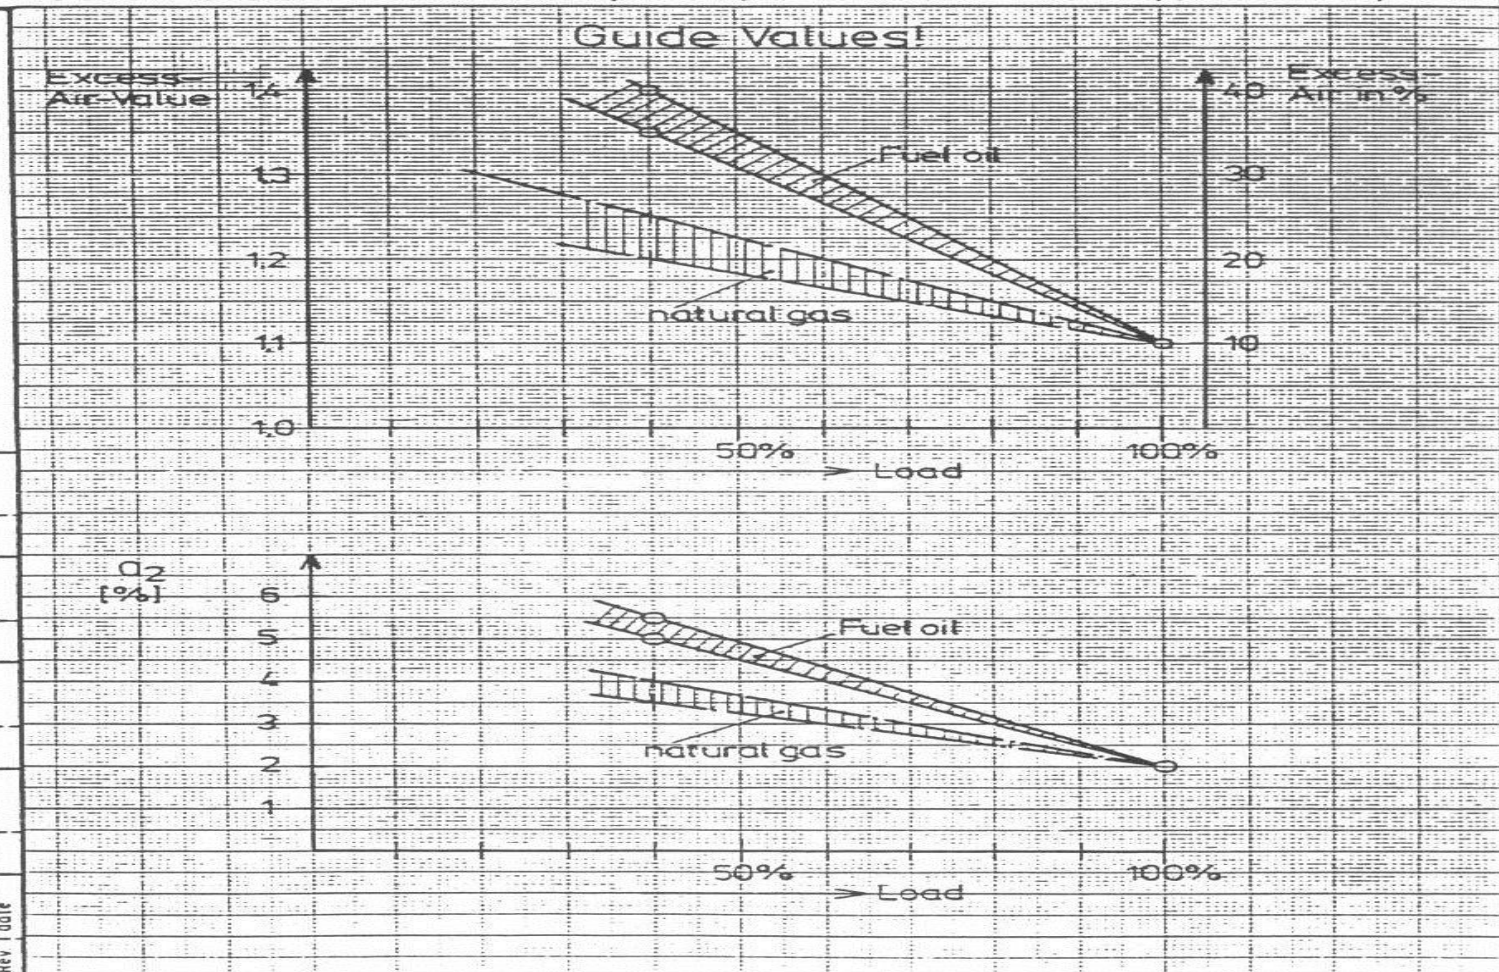 Guide Values!
Excess-
Air-Value
Excess-
Air in %
1,4
40
Fuel oil
1,3
30
1,2
20
natural gas
1,1
10
1,0
50%
100%
> Load
O2
[%]
6
Fuel oil
5
4
3
natural gas
2
1
50%
100%
> Load
Rev. date